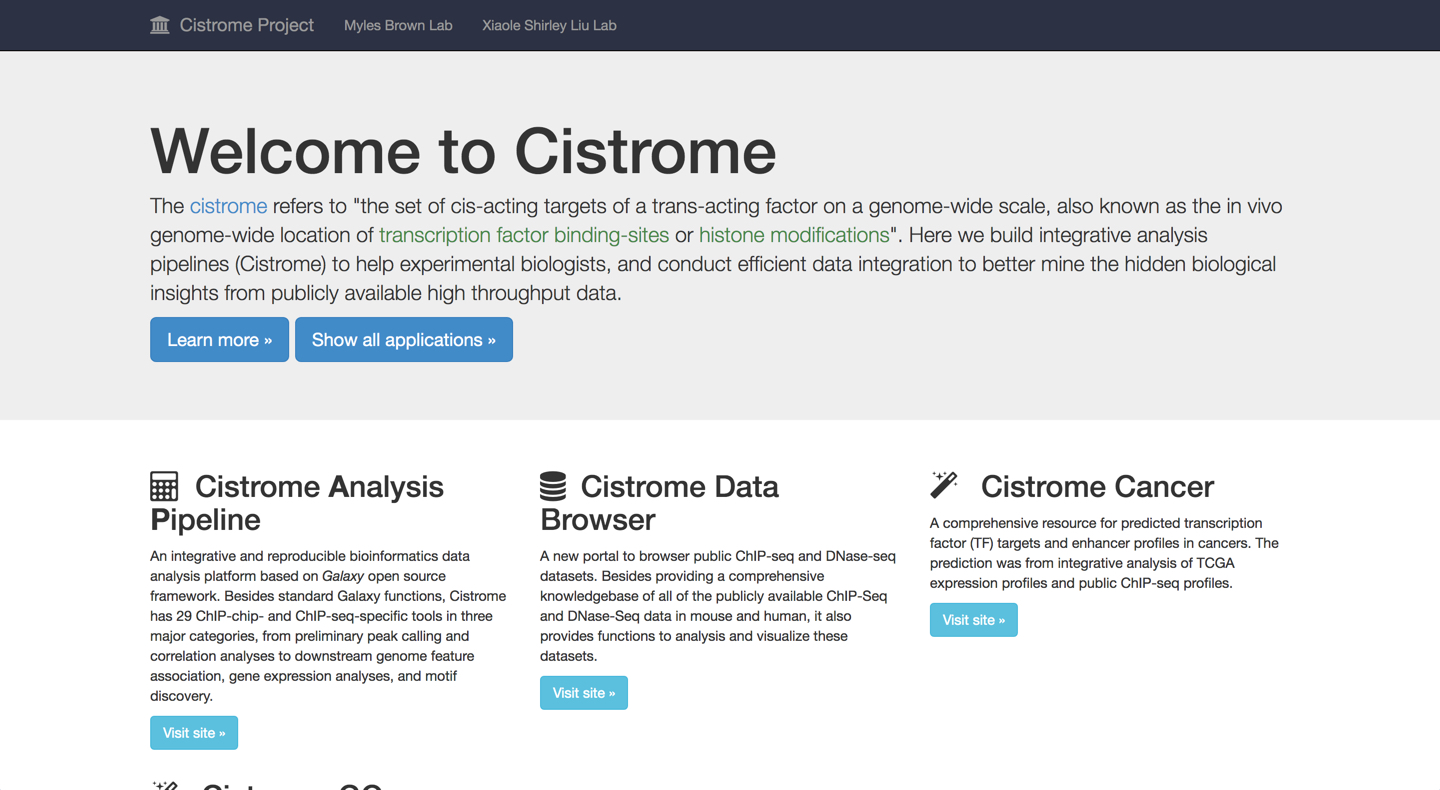 Cistrome Project Myles Brown Lab Xiaole Shirley Liu Lab
Welcome to Cistrome
The cistrome refers to "the set of cis-acting targets of a trans-acting factor on a genome-wide scale, also known as the in vivo
genome-wide location of transcription factor binding-sites or histone modifications". Here we build integrative analysis
pipelines (Cistrome) to help experimental biologists, and conduct efficient data integration to better mine the hidden biological
insights from publicly available high throughput data.
Learn more » Show all applications »
Cistrome Analysis
Pipeline
An integrative and reproducible bioinformatics data
analysis platform based on Galaxy open source
framework. Besides standard Galaxy functions, Cistrome
has 29 ChIP-chip- and ChIP-seq-specific tools in three
major categories, from preliminary peak calling and
correlation analyses to downstream genome feature
association, gene expression analyses, and motif
discovery.
Visit site »
Cistrome Data
Browser
A new portal to browser public ChIP-seq and DNase-seq
datasets. Besides providing a comprehensive
knowledgebase of all of the publicly available ChIP-Seq
and DNase-Seq data in mouse and human, it also
provides functions to analysis and visualize these
datasets.
Visit site »
Cistrome Cancer
A comprehensive resource for predicted transcription
factor (TF) targets and enhancer profiles in cancers. The
prediction was from integrative analysis of TCGA
expression profiles and public ChIP-seq profiles.
Visit site »